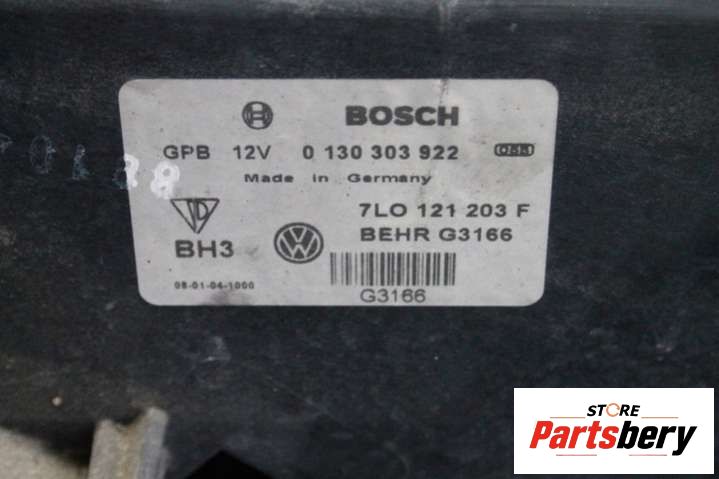 BOSCH
GPB 12V 0 130 303 922
Made in Germany
7LO 121 203 F
BEHR G3166
BH3
08-01-04-1000
G3166
STORE
Partsbery